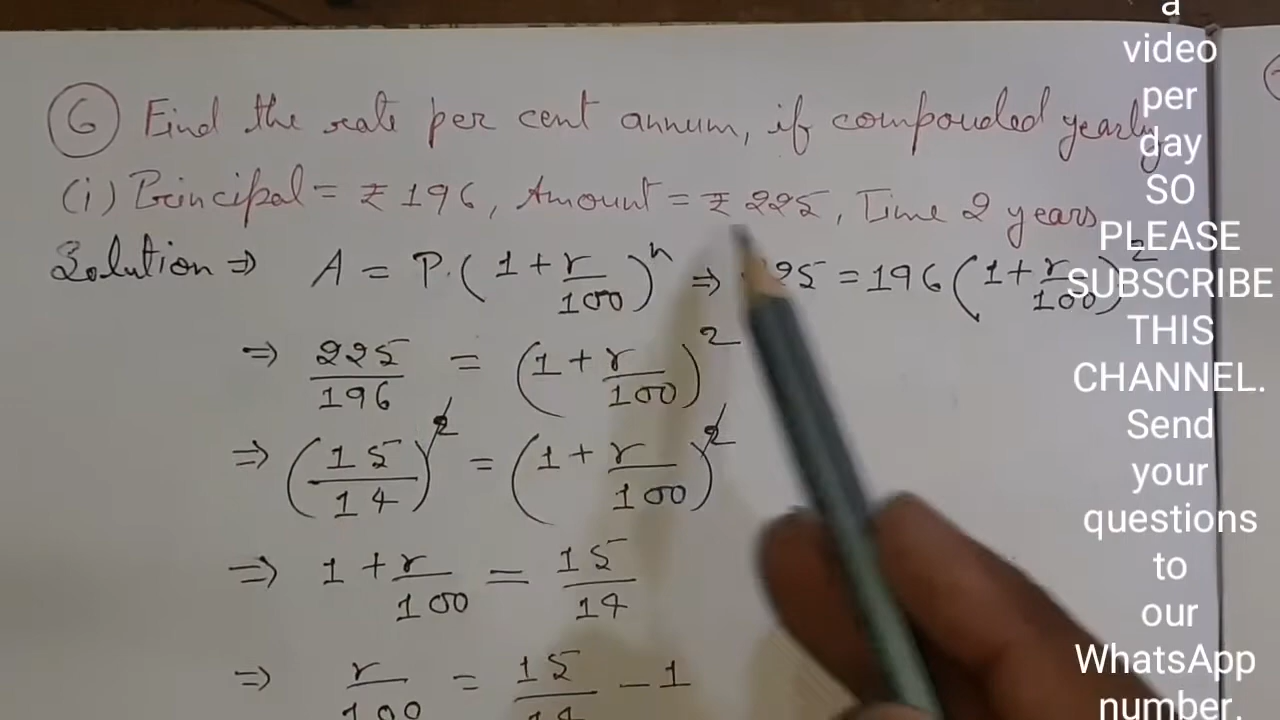 6 Find the rate per cent annum, if compouded yearly
(i) Principal = ₹ 196, Amount = ₹ 225, Time 2 years
Solution ⇒ A = P.(1 + r/100)^n ⇒ 25 = 196 (1 + r/100)^2
⇒ 225/196 = (1 + r/100)^2
⇒ (15/14)^2 = (1 + r/100)^2
⇒ 1 + r/100 = 15/14
⇒ r/100 = 15/14 - 1
a
video
per
day
SO
PLEASE
SUBSCRIBE
THIS
CHANNEL.
Send
your
questions
to
our
WhatsApp
number.